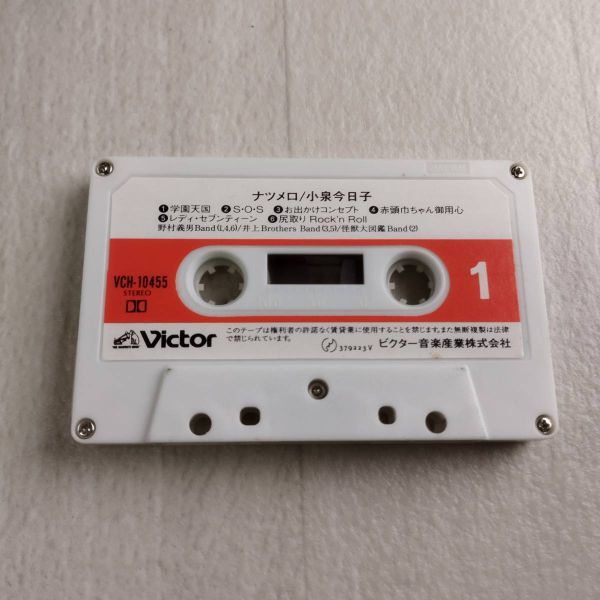 ナツメロ/小泉今日子
❶学園天国 ❷S・O・S ❸お出かけコンセプト ❹赤頭巾ちゃん御用心
❺レディ・セブンティーン ❻尻取りRock'n Roll
野村義男Band(1,4,6)/井上Brothers Band(3,5)/怪獣大図鑑Band(2)
VCH-10455
STEREO
1
Victor
このテープは権利者の許諾なく賃貸業に使用することを禁じます。また無断複製は法律
で禁じられています。
379223V ビクター音楽産業株式会社